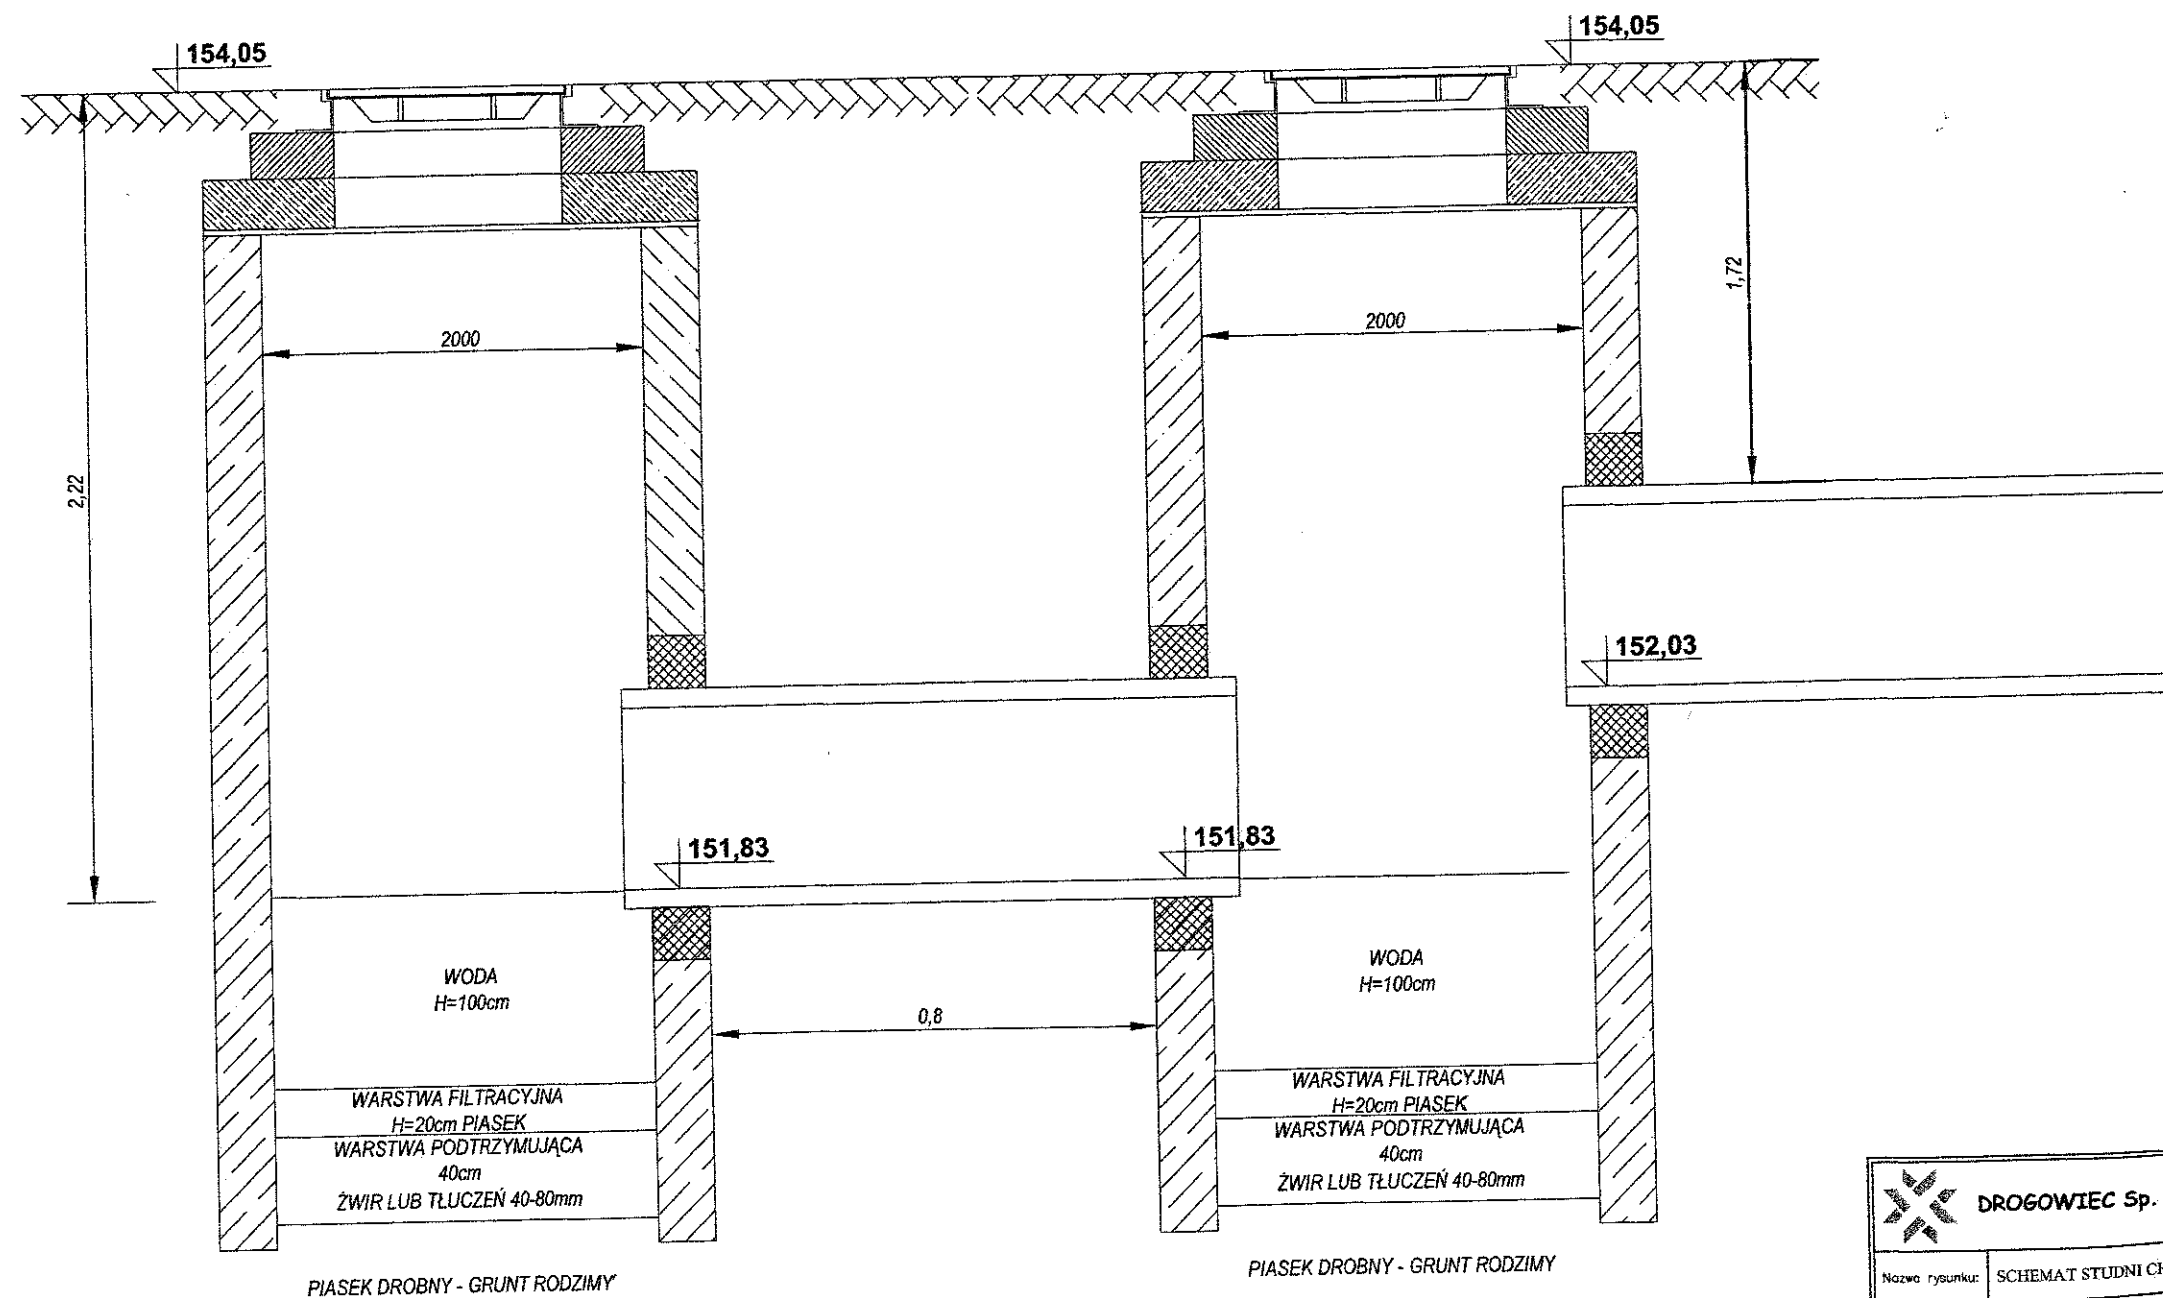 154,05
154,05
2000
2000
1,72
2,22
152,03
151,83
151,83
WODA
H=100cm
WODA
H=100cm
0,8
WARSTWA FILTRACYJNA
H=20cm PIASEK
WARSTWA PODTRZYMUJĄCA
40cm
ŻWIR LUB TŁUCZEŃ 40-80mm
WARSTWA FILTRACYJNA
H=20cm PIASEK
WARSTWA PODTRZYMUJĄCA
40cm
ŻWIR LUB TŁUCZEŃ 40-80mm
PIASEK DROBNY - GRUNT RODZIMY
PIASEK DROBNY - GRUNT RODZIMY
DROGOWIEC Sp.
Nazwa rysunku:
SCHEMAT STUDNI